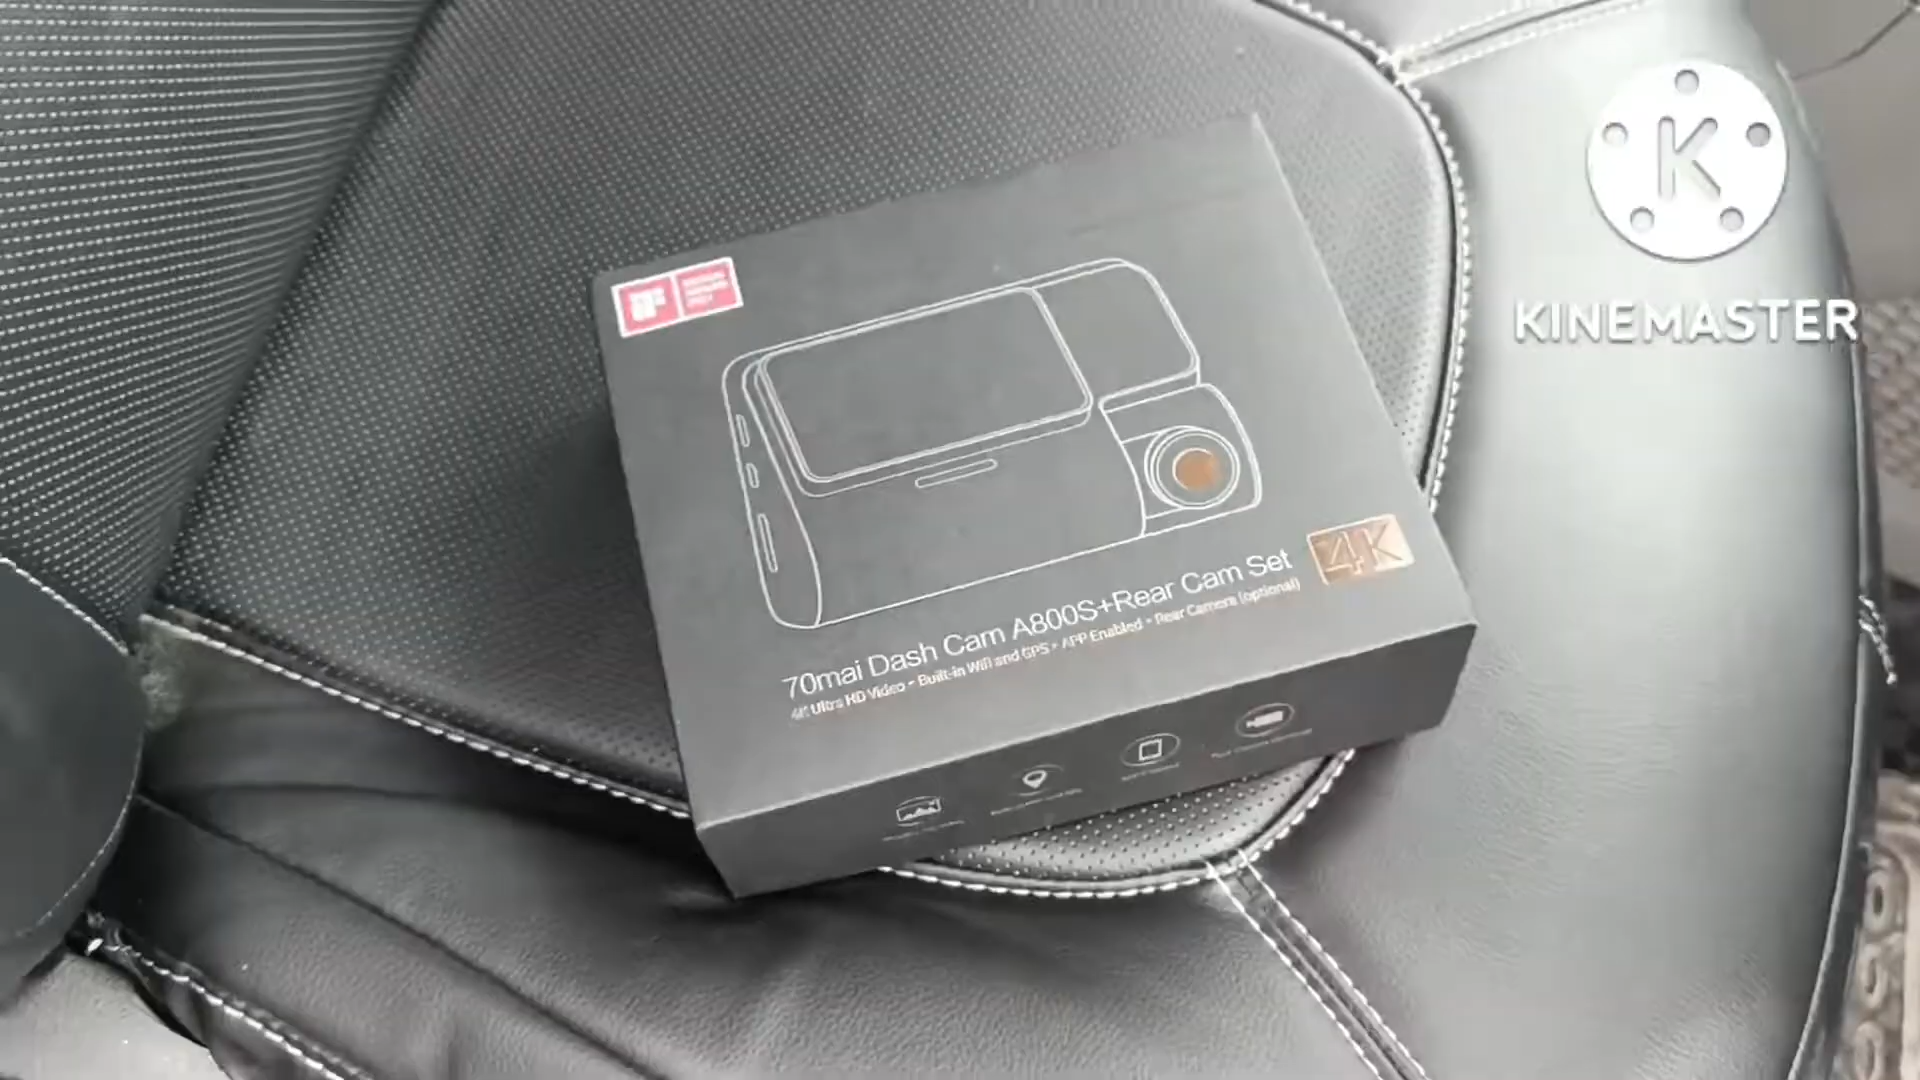 K
KINEMASTER
iF
70mai Dash Cam A800S+Rear Cam Set
4K
4K Ultra HD Video • Built-in Wifi and GPS • APP Enabled • Rear Camera (optional)